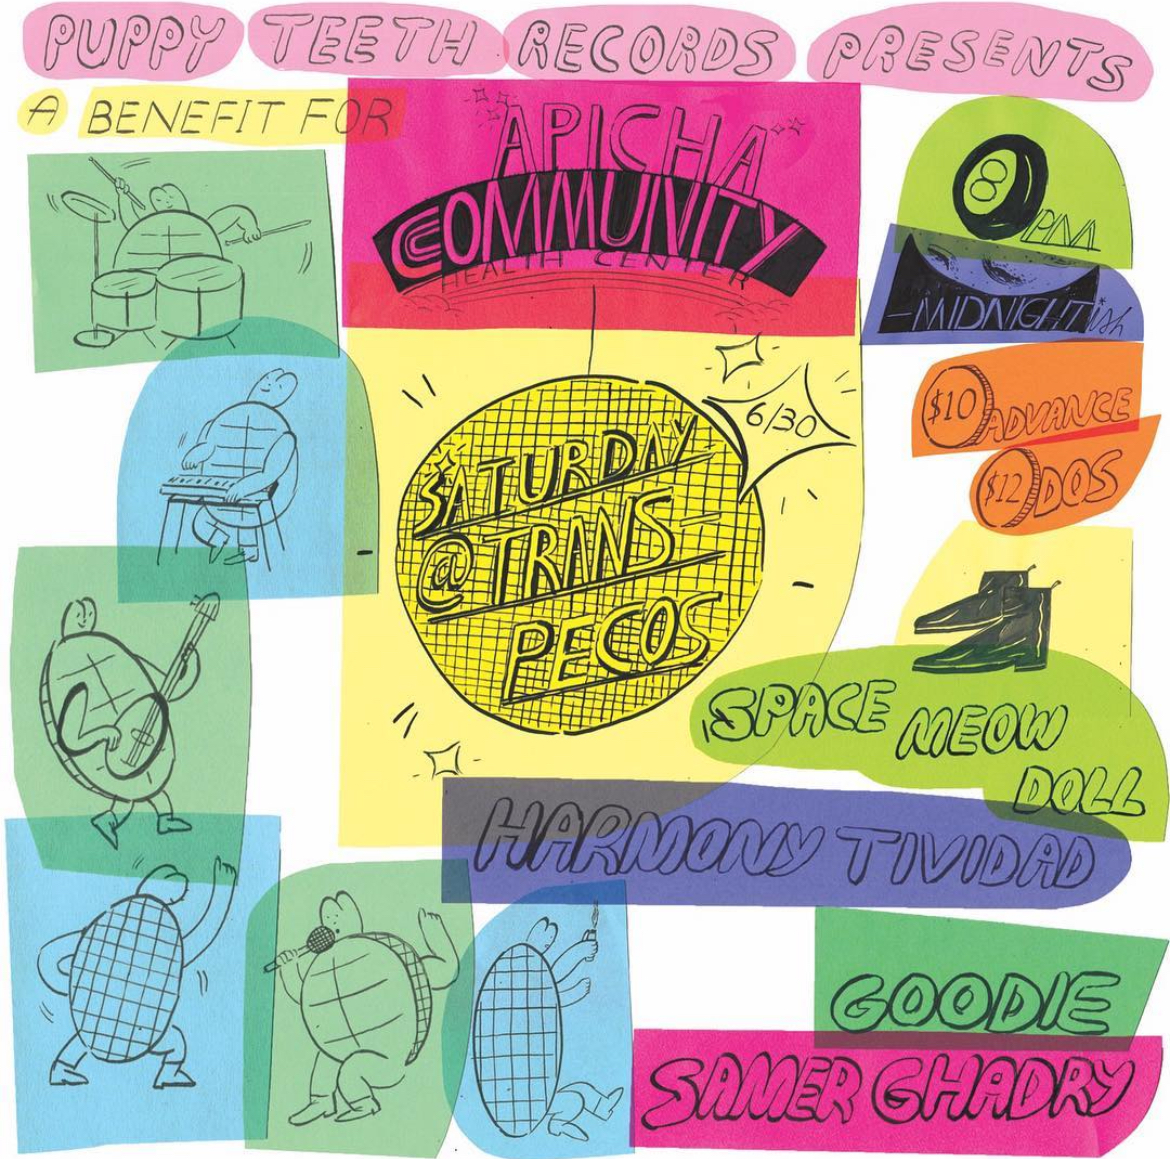 PUPPY TEETH RECORDS PRESENTS
A BENEFIT FOR
APICHA
COMMUNITY
HEALTH CENTER
8
8PM
-MIDNIGHTish
$10 ADVANCE
$12 DOS
6/30
SATURDAY
@ TRANS-
PECOS
SPACE MEOW
DOLL
HARMONY TIVIDAD
GOODIE
SAMER GHADRY